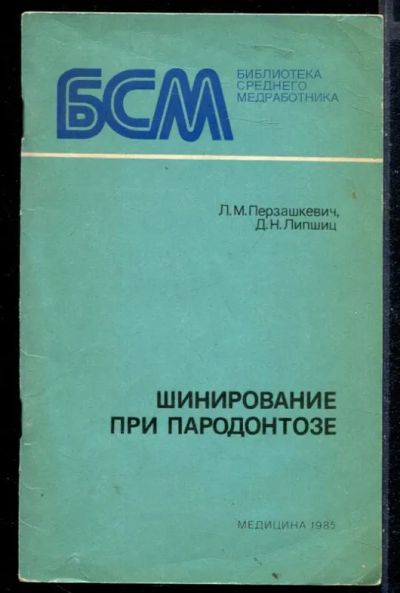 БСМ
БИБЛИОТЕКА
СРЕДНЕГО
МЕДРАБОТНИКА
Л.М.Перзашкевич,
Д.Н.Липшиц
ШИНИРОВАНИЕ
ПРИ ПАРОДОНТОЗЕ
МЕДИЦИНА 1985